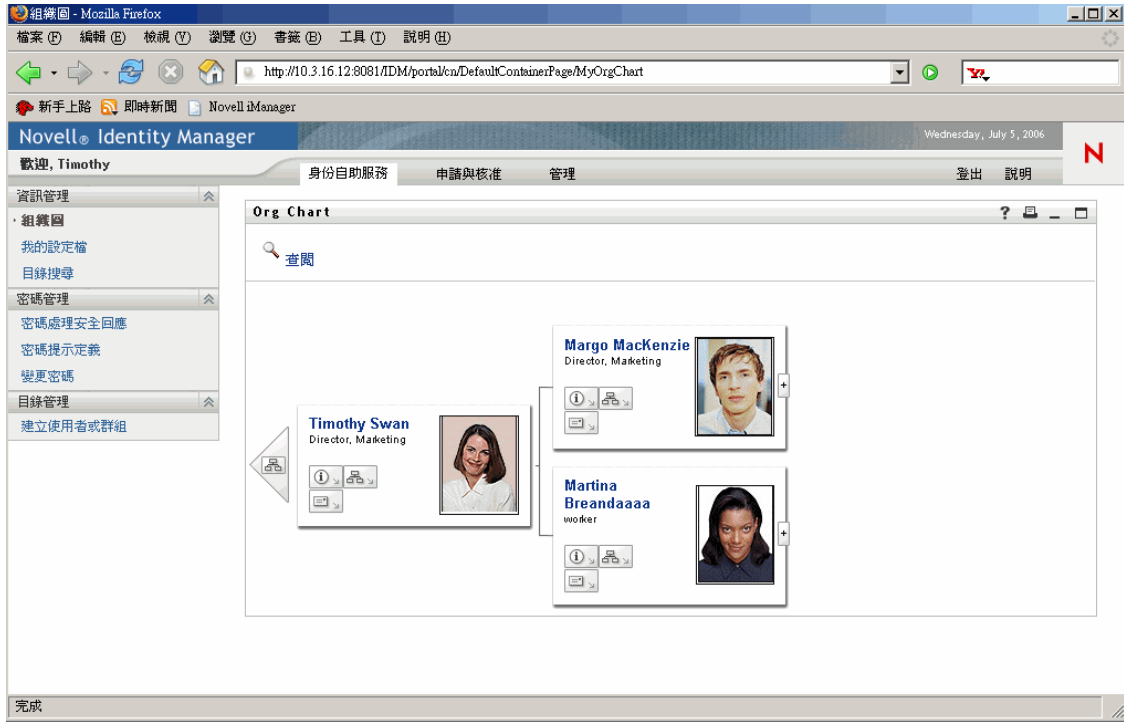 組織圖 - Mozilla Firefox
檔案(F) 編輯(E) 檢視(V) 瀏覽(G) 書籤(B) 工具(T) 說明(H)
http://10.3.16.12:8081/IDM/portal/cn/DefaultContainerPage/MyOrgChart
新手上路 即時新聞 Novell iManager
Novell® Identity Manager
Wednesday, July 5, 2006
N
歡迎, Timothy
身份自助服務 申請與核准 管理 登出 說明
資訊管理
組織圖
我的設定檔
目錄搜尋
密碼管理
密碼處理安全回應
密碼提示定義
變更密碼
目錄管理
建立使用者或群組
Org Chart
查閱
Timothy Swan
Director, Marketing
Margo MacKenzie
Director, Marketing
Martina
Breandaaaa
worker
完成